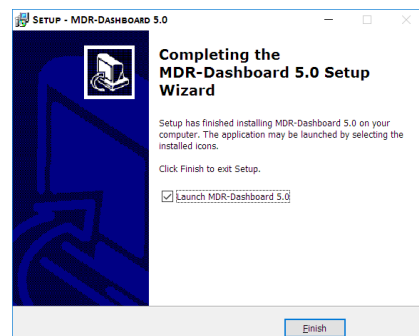 Setup - MDR-Dashboard 5.0
Completing the
MDR-Dashboard 5.0 Setup
Wizard
Setup has finished installing MDR-Dashboard 5.0 on your
computer. The application may be launched by selecting the
installed icons.
Click Finish to exit Setup.
Launch MDR-Dashboard 5.0
Finish